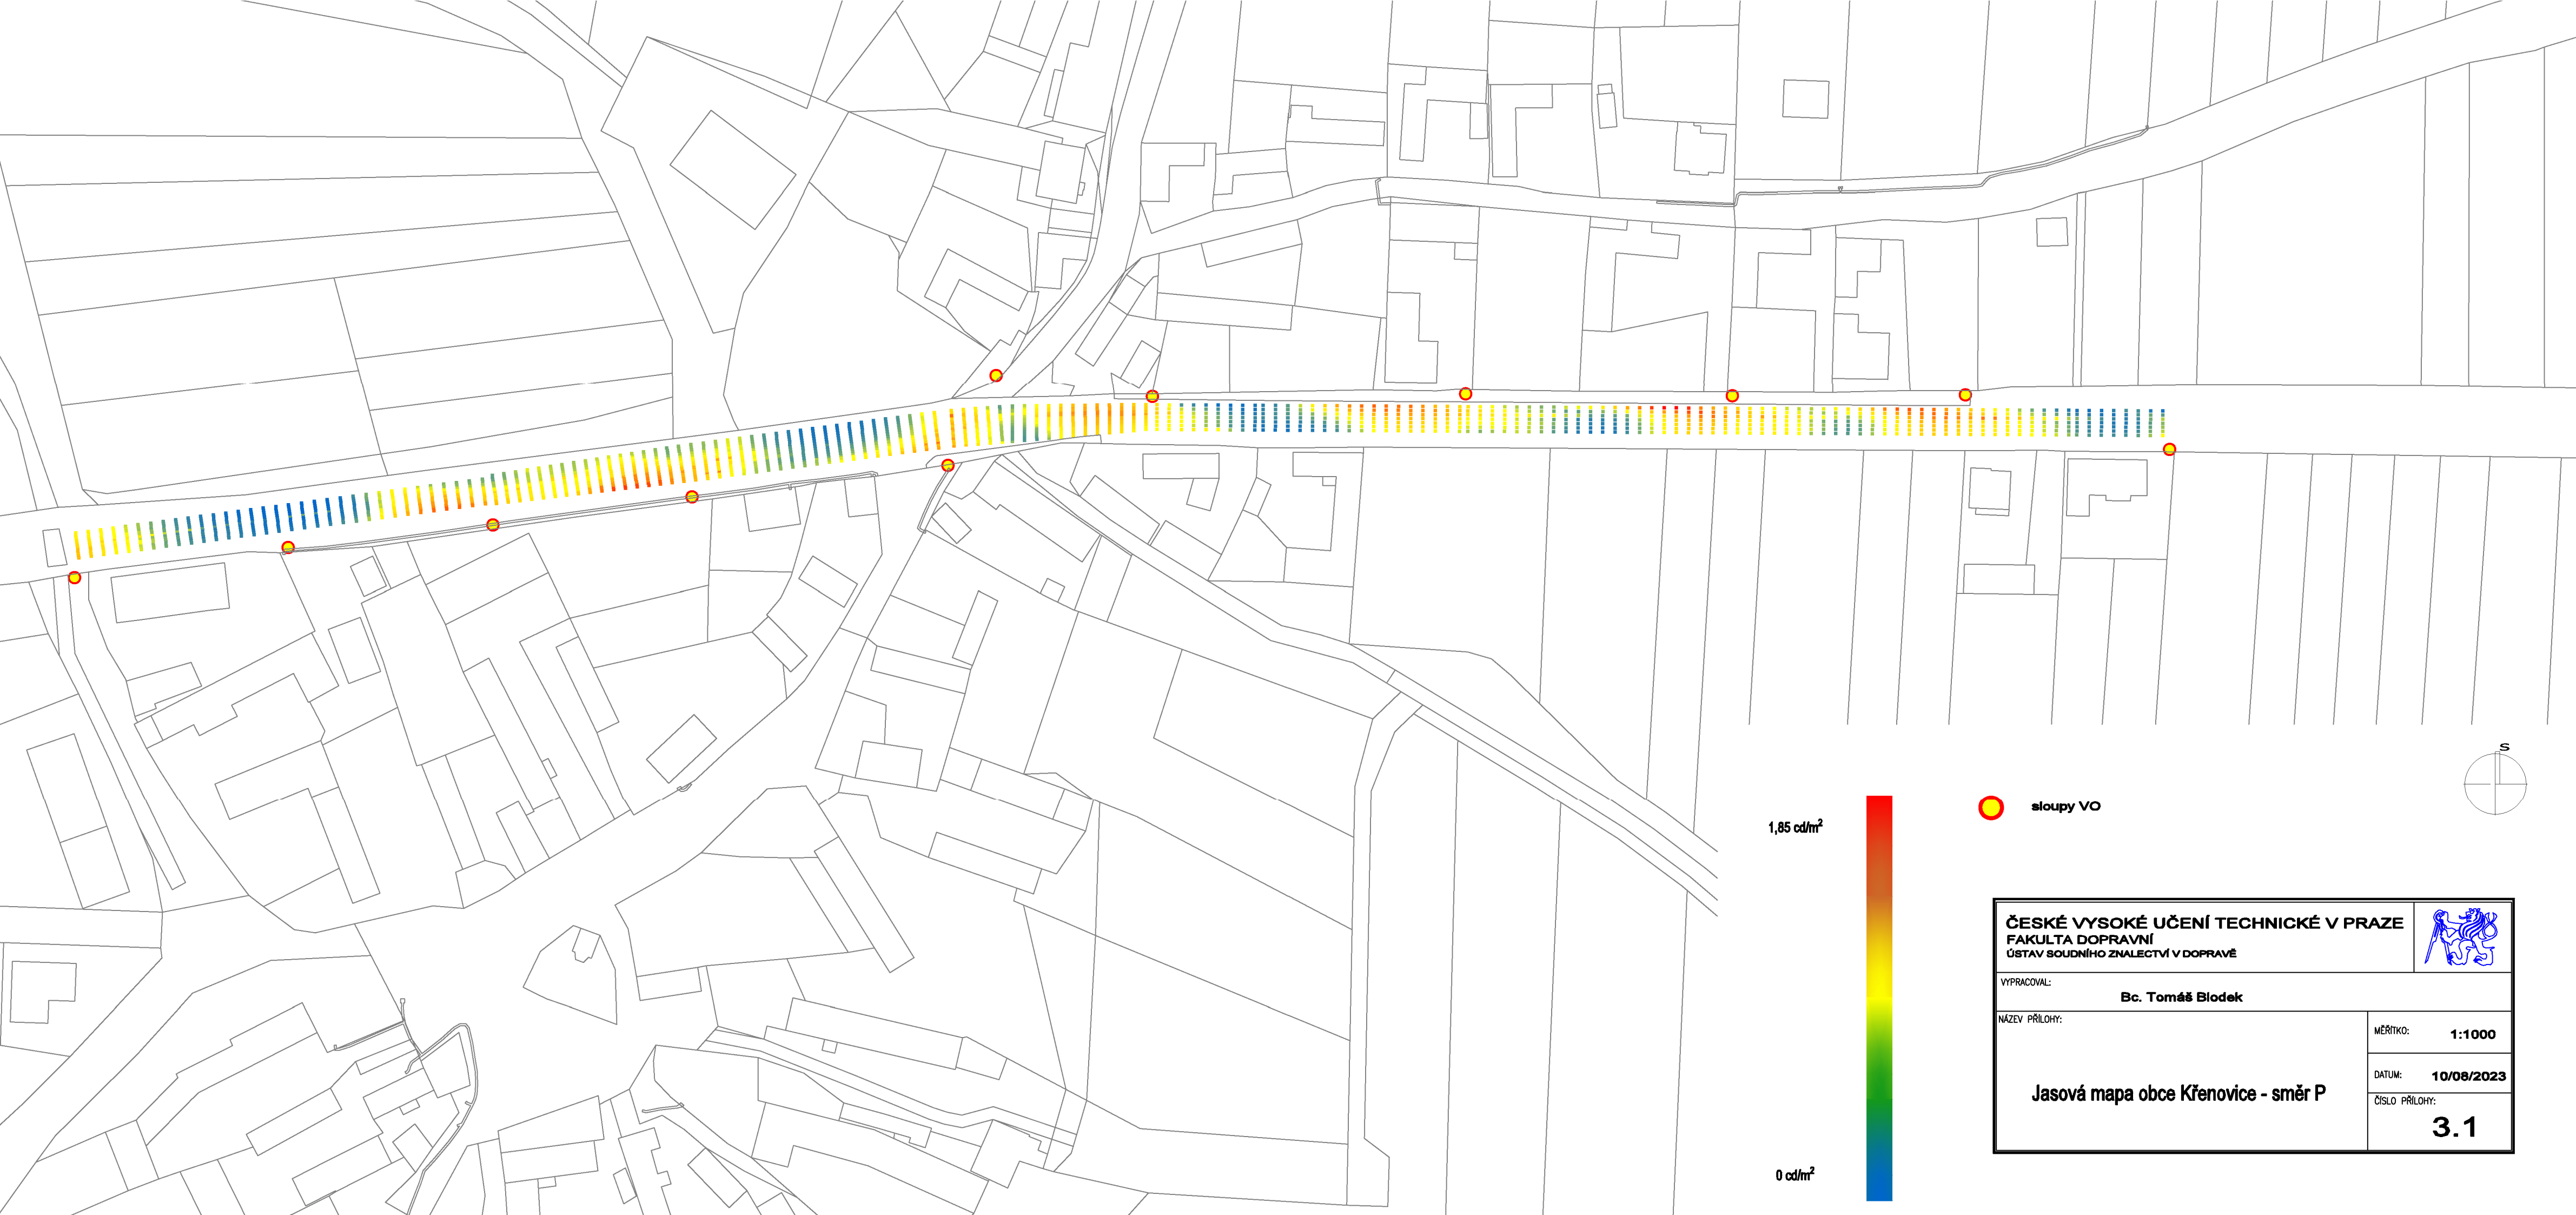 S
sloupy VO
1,85 cd/m²
0 cd/m²
ČESKÉ VYSOKÉ UČENÍ TECHNICKÉ V PRAZE
FAKULTA DOPRAVNÍ
ÚSTAV SOUDNÍHO ZNALECTVÍ V DOPRAVĚ
VYPRACOVAL:
Bc. Tomáš Blodek
NÁZEV PŘÍLOHY:
Jasová mapa obce Křenovice - směr P
MĚŘÍTKO:
1:1000
DATUM:
10/08/2023
ČÍSLO PŘÍLOHY:
3.1